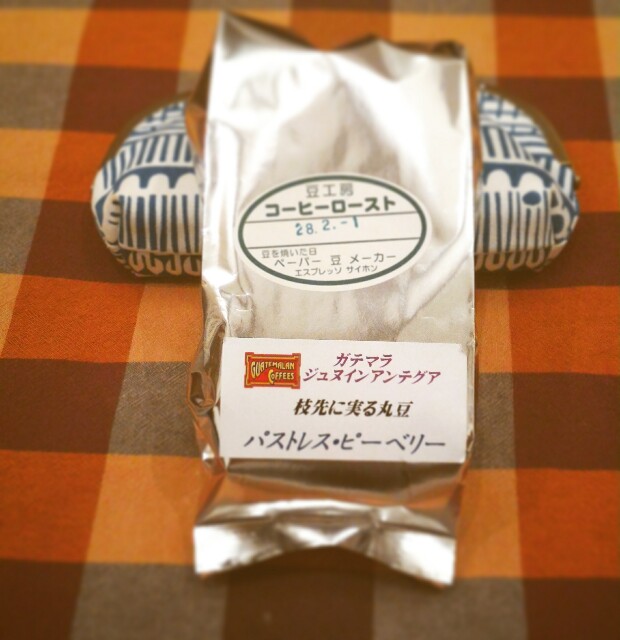 豆工房
コーヒーロースト
28.2.-1
豆を焼いた日
ペーパー 豆 メーカー
エスプレッソ サイホン
GUATEMALAN COFFEES
ガテマラ
ジュヌインアンテグア
枝先に実る丸豆
パストレス・ピーベリー